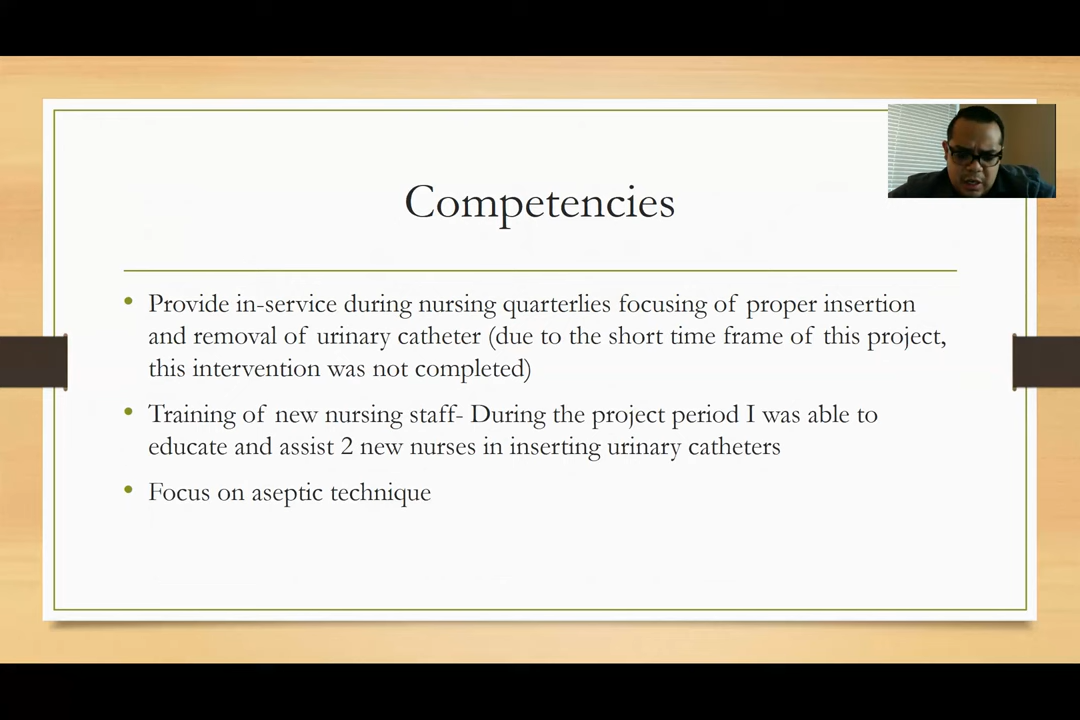 Competencies
• Provide in-service during nursing quarterlies focusing of proper insertion
and removal of urinary catheter (due to the short time frame of this project,
this intervention was not completed)
• Training of new nursing staff- During the project period I was able to
educate and assist 2 new nurses in inserting urinary catheters
• Focus on aseptic technique